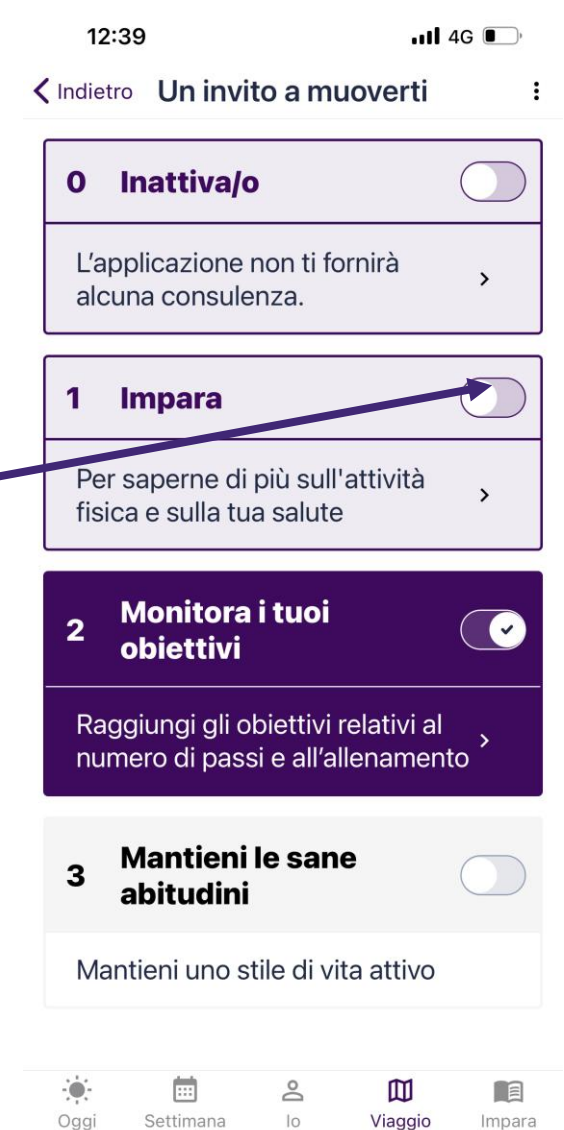 12:39 4G
Indietro Un invito a muoverti
0 Inattiva/o
L’applicazione non ti fornirà
alcuna consulenza.
1 Impara
Per saperne di più sull'attività
fisica e sulla tua salute
2 Monitora i tuoi
obiettivi
Raggiungi gli obiettivi relativi al
numero di passi e all’allenamento
3 Mantieni le sane
abitudini
Mantieni uno stile di vita attivo
Oggi Settimana Io Viaggio Impara